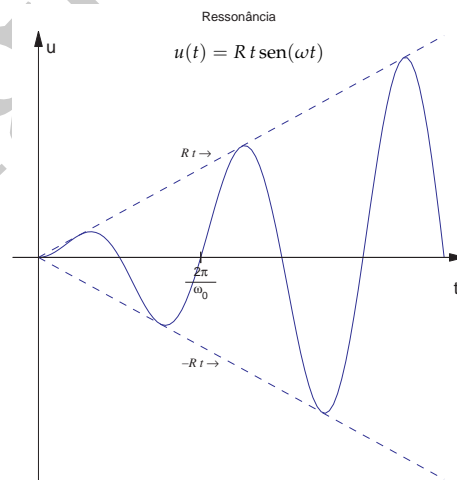 Ressonância
u
u(t) = R t sen(ωt)
R t →
2π
ω0
t
–R t →